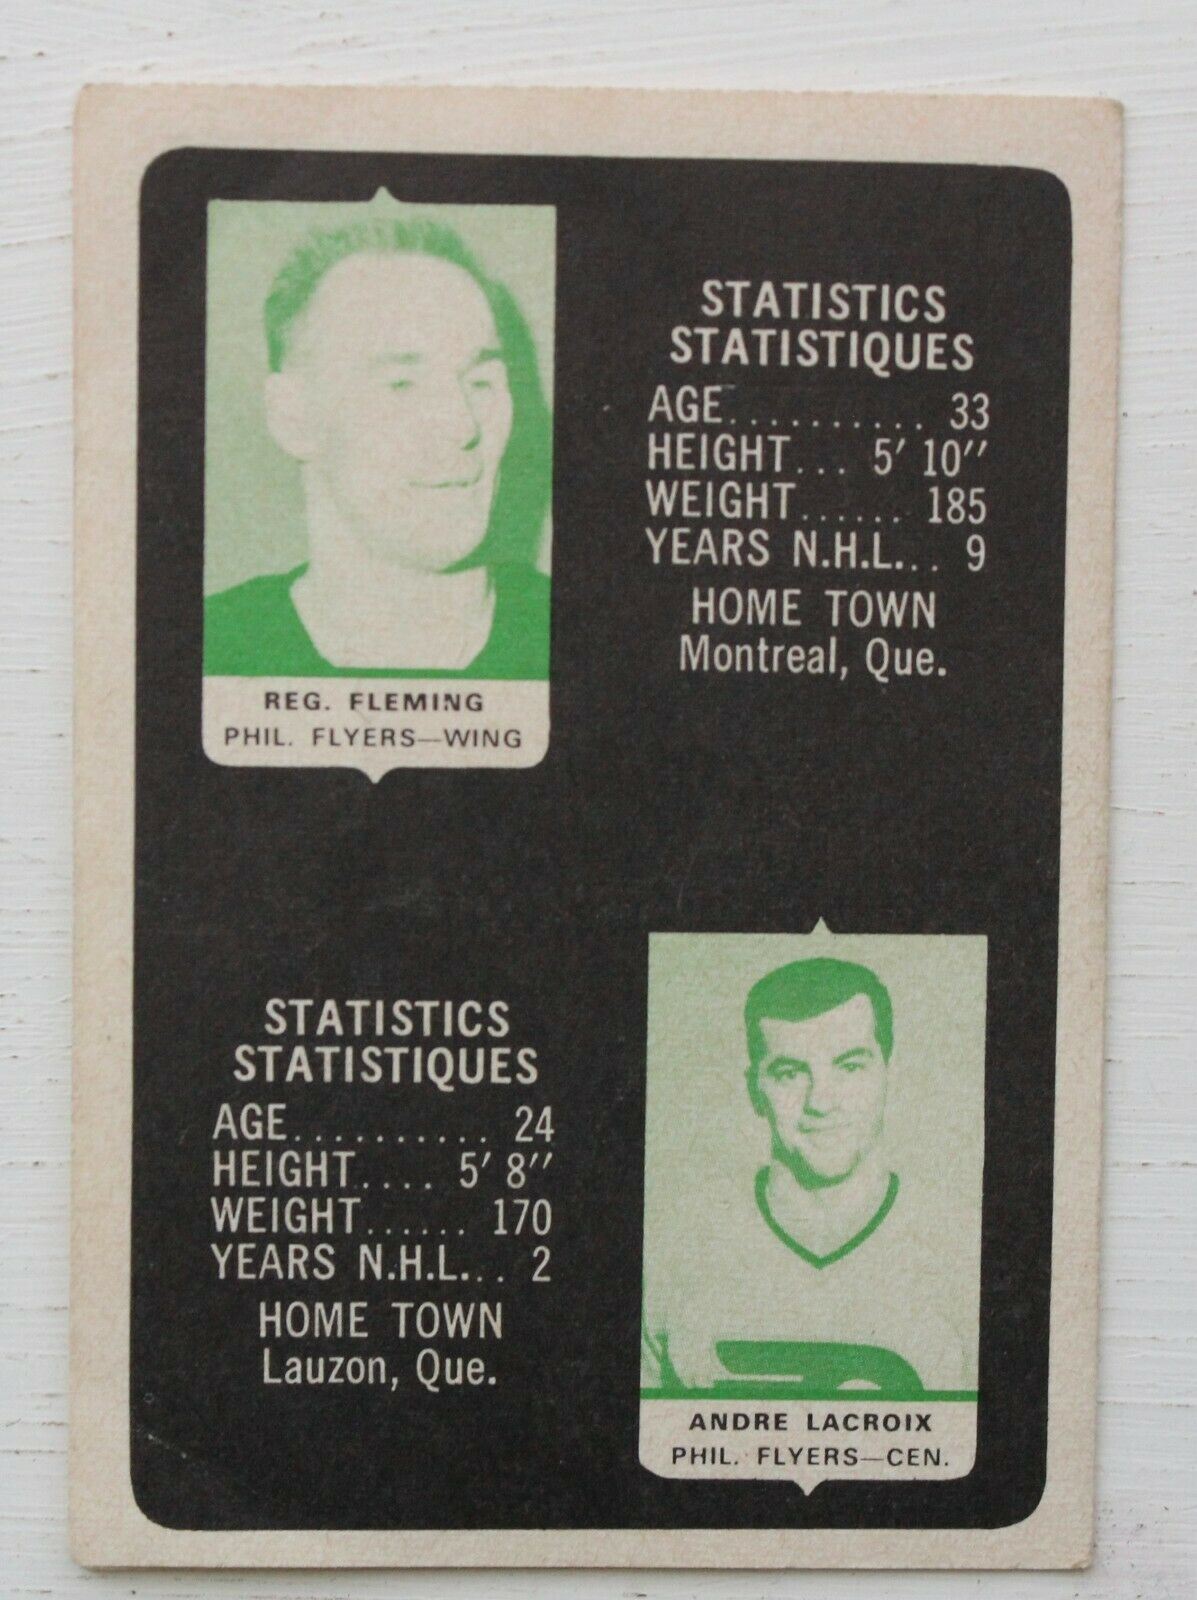 STATISTICS
STATISTIQUES
AGE.......... 33
HEIGHT... 5' 10''
WEIGHT...... 185
YEARS N.H.L... 9
HOME TOWN
Montreal, Que.
REG. FLEMING
PHIL. FLYERS—WING
STATISTICS
STATISTIQUES
AGE.......... 24
HEIGHT.... 5' 8''
WEIGHT...... 170
YEARS N.H.L... 2
HOME TOWN
Lauzon, Que.
ANDRE LACROIX
PHIL. FLYERS—CEN.